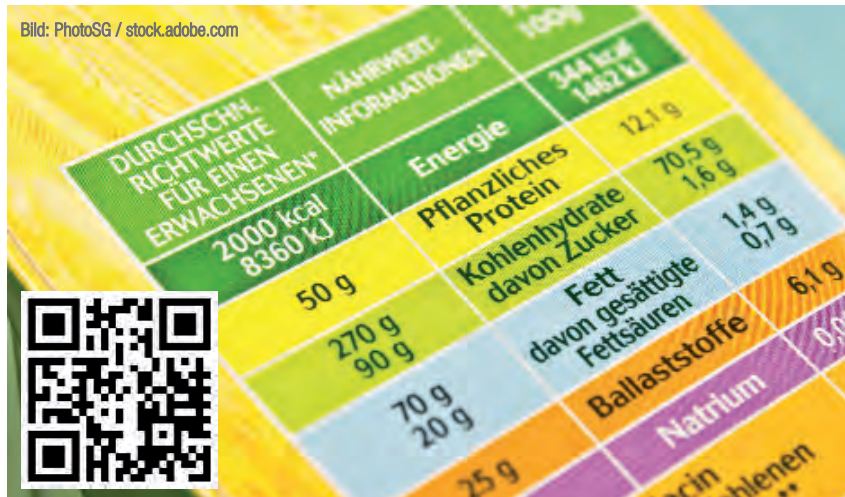 Bild: PhotoSG / stock.adobe.com
DURCHSCHN.
RICHTWERTE
FÜR EINEN
ERWACHSENEN*
NÄHRWERT-
INFORMATIONEN
100g
2000 kcal
8360 kJ
Energie
344 kcal
1462 kJ
50 g
Pflanzliches
Protein
12,1 g
270 g
90 g
Kohlenhydrate
davon Zucker
70,5 g
1,6 g
70 g
20 g
Fett
davon gesättigte
Fettsäuren
1,4 g
0,7 g
25 g
Ballaststoffe
6,1 g
Natrium